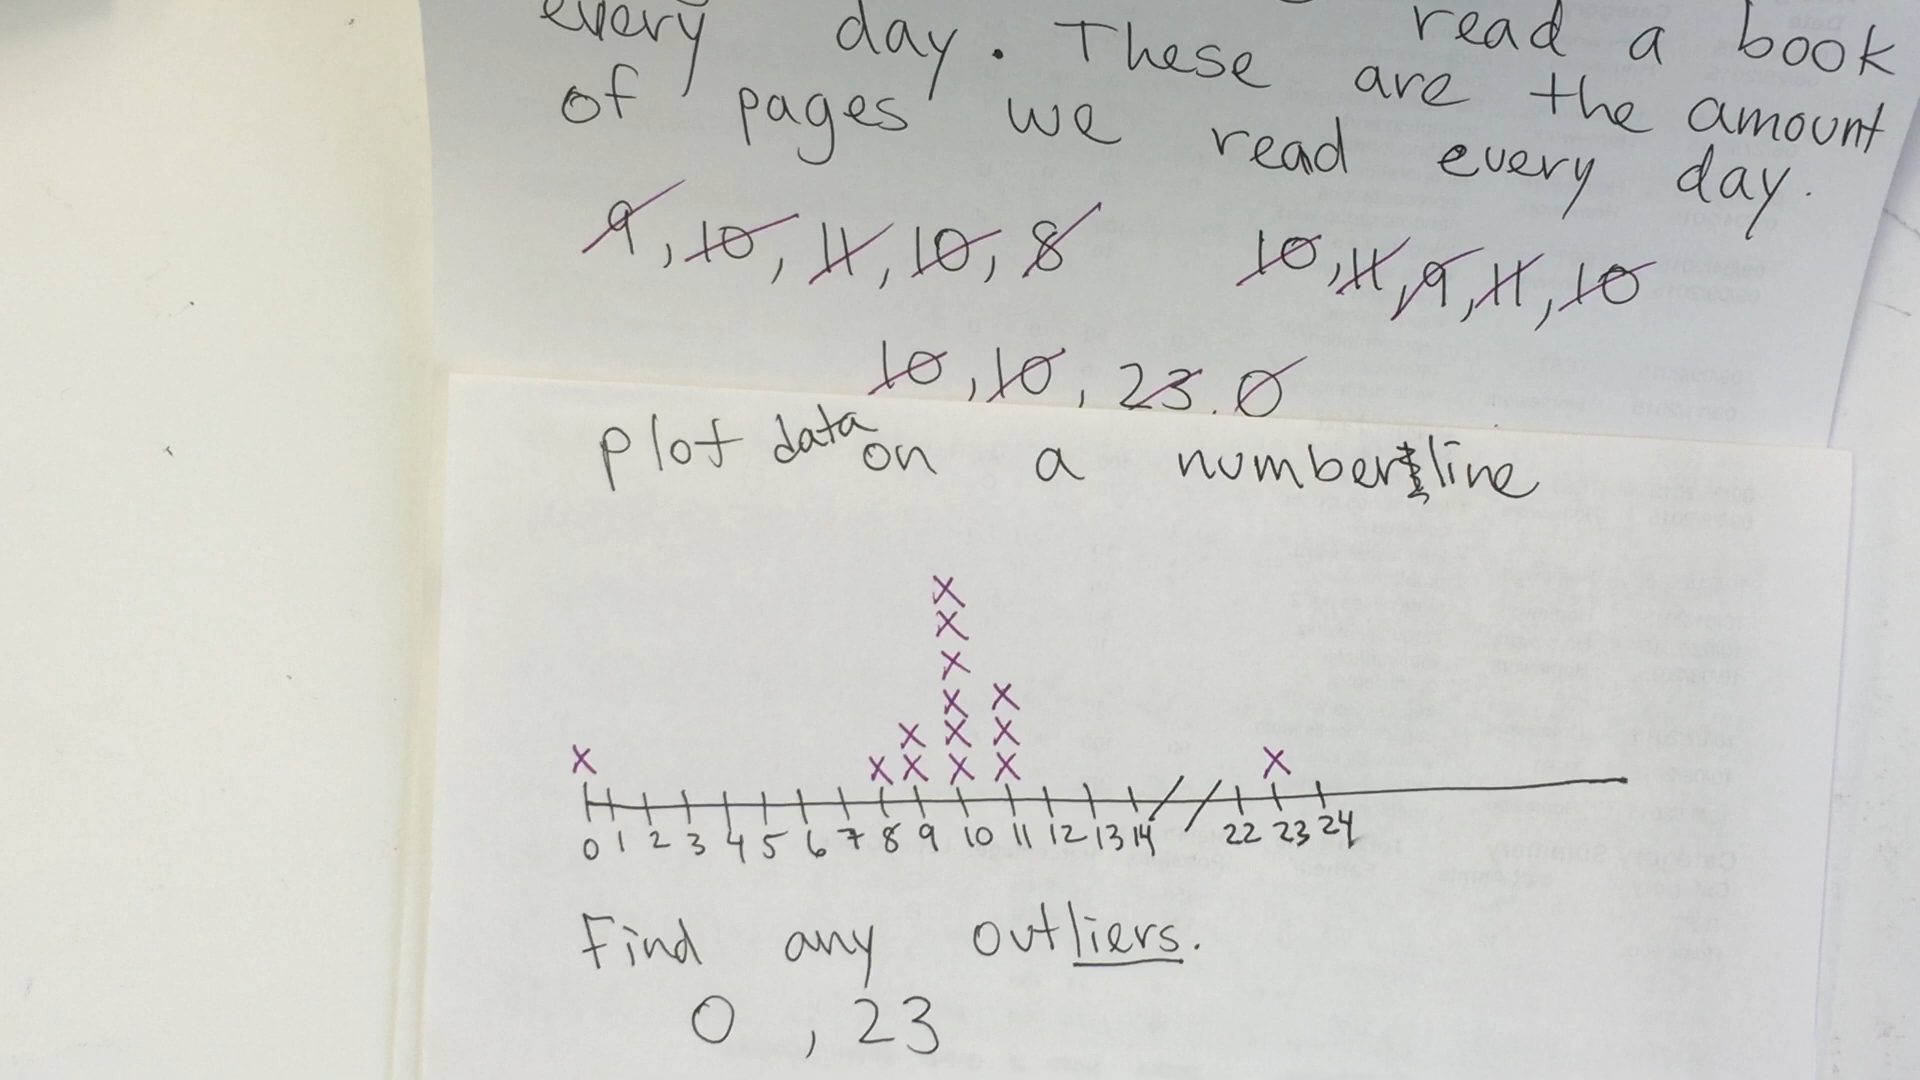 every day. These read a book
of pages we are the amount
read every day.
9, 10, 11, 10, 8 10, 11, 9, 11, 10
10, 10, 23. 0
plot data on a number line
0 1 2 3 4 5 6 7 8 9 10 11 12 13 14 // 22 23 24
Find any outliers.
0 , 23